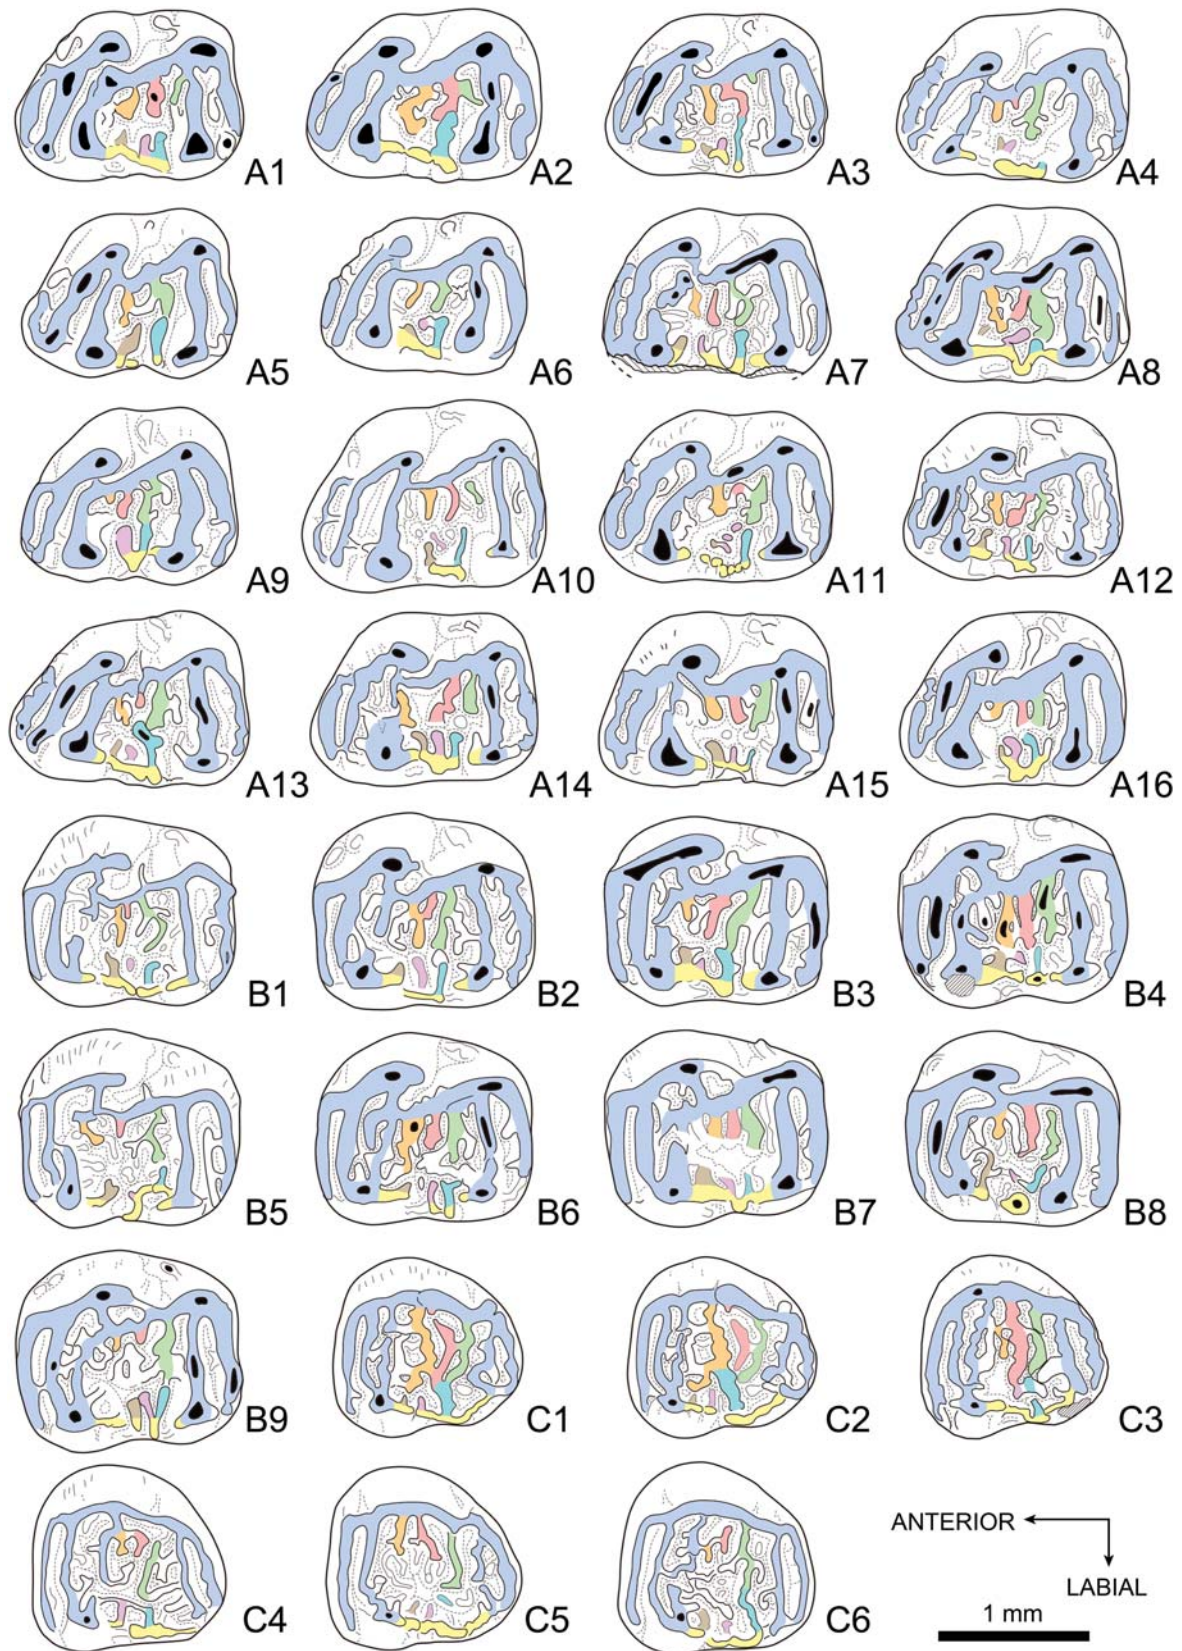 A1 A2 A3 A4
A5 A6 A7 A8
A9 A10 A11 A12
A13 A14 A15 A16
B1 B2 B3 B4
B5 B6 B7 B8
B9 C1 C2 C3
C4 C5 C6
ANTERIOR
LABIAL
1 mm